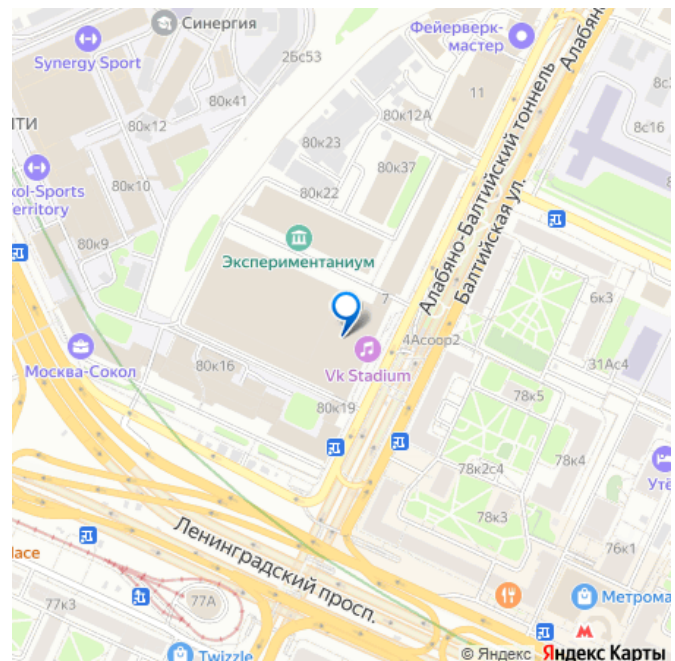 Синергия
Фейерверк-
мастер
Synergy Sport
26с53
80к41
80к12А
11
8с16
80к12
80к23
80к37
80к10
80к22
80к9
Экспериментаниум
7
Алабяно-Балтийский тоннель
Балтийская ул.
6к3
4Асоор2
31Ас4
Москва-Сокол
80к16
Vk Stadium
80к19
78к5
78к2с4
78к4
78к3
76к1
Ленинградский просп.
77к3
77А
Twizzle
© Яндекс Яндекс Карты